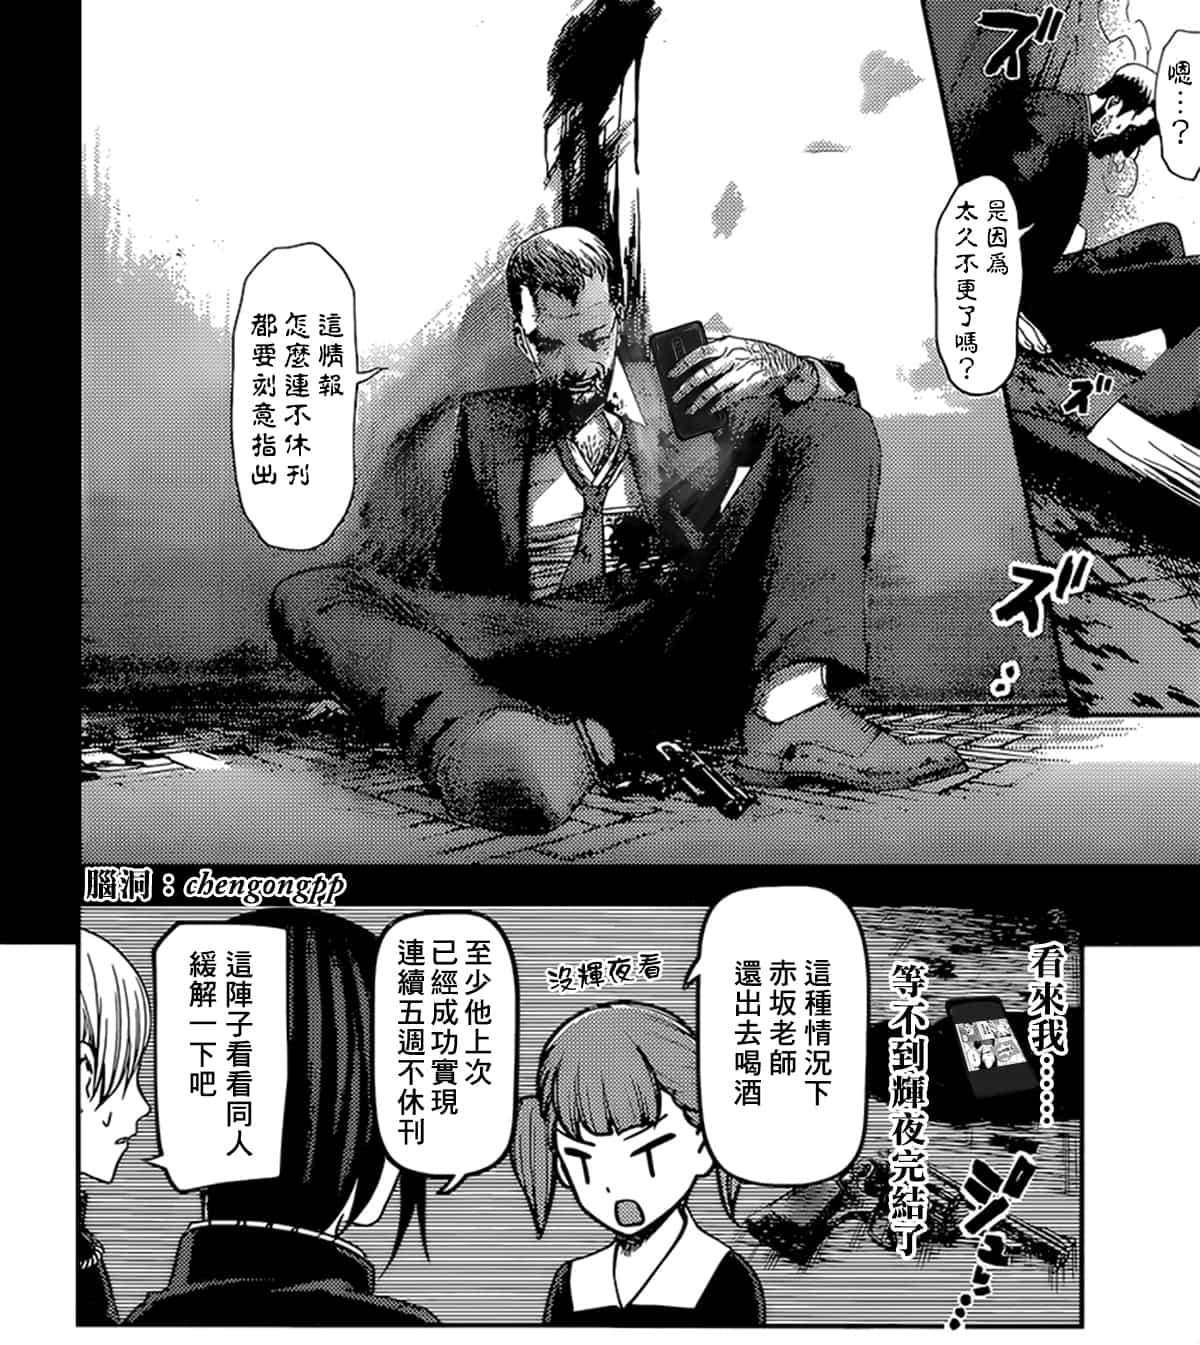 嗯…？
ズ
是因為
太久不更了嗎？
ズ
ズ…
這情報
怎麼連不休刊
都要刻意指出
腦洞：chengongpp
看來我……
等不到輝夜完結了
這種情況下
赤坂老師
還出去喝酒
沒輝夜看
至少他上次
已經成功實現
連續五週不休刊
這陣子看看同人
緩解一下吧